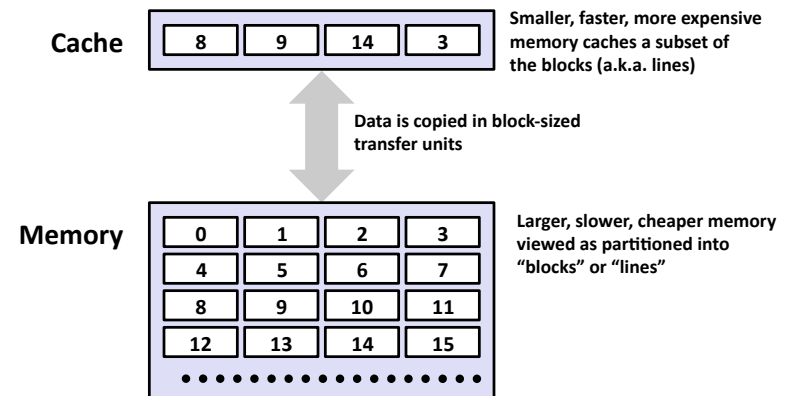 Cache
8 9 14 3
Smaller, faster, more expensive
memory caches a subset of
the blocks (a.k.a. lines)
Data is copied in block-sized
transfer units
Memory
0 1 2 3
4 5 6 7
8 9 10 11
12 13 14 15
Larger, slower, cheaper memory
viewed as partitioned into
“blocks” or “lines”